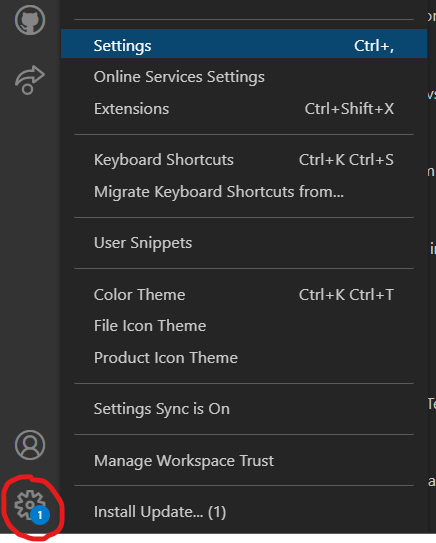 Settings Ctrl+,
Online Services Settings
Extensions Ctrl+Shift+X
Keyboard Shortcuts Ctrl+K Ctrl+S
Migrate Keyboard Shortcuts from...
User Snippets
Color Theme Ctrl+K Ctrl+T
File Icon Theme
Product Icon Theme
Settings Sync is On
Manage Workspace Trust
1
Install Update... (1)